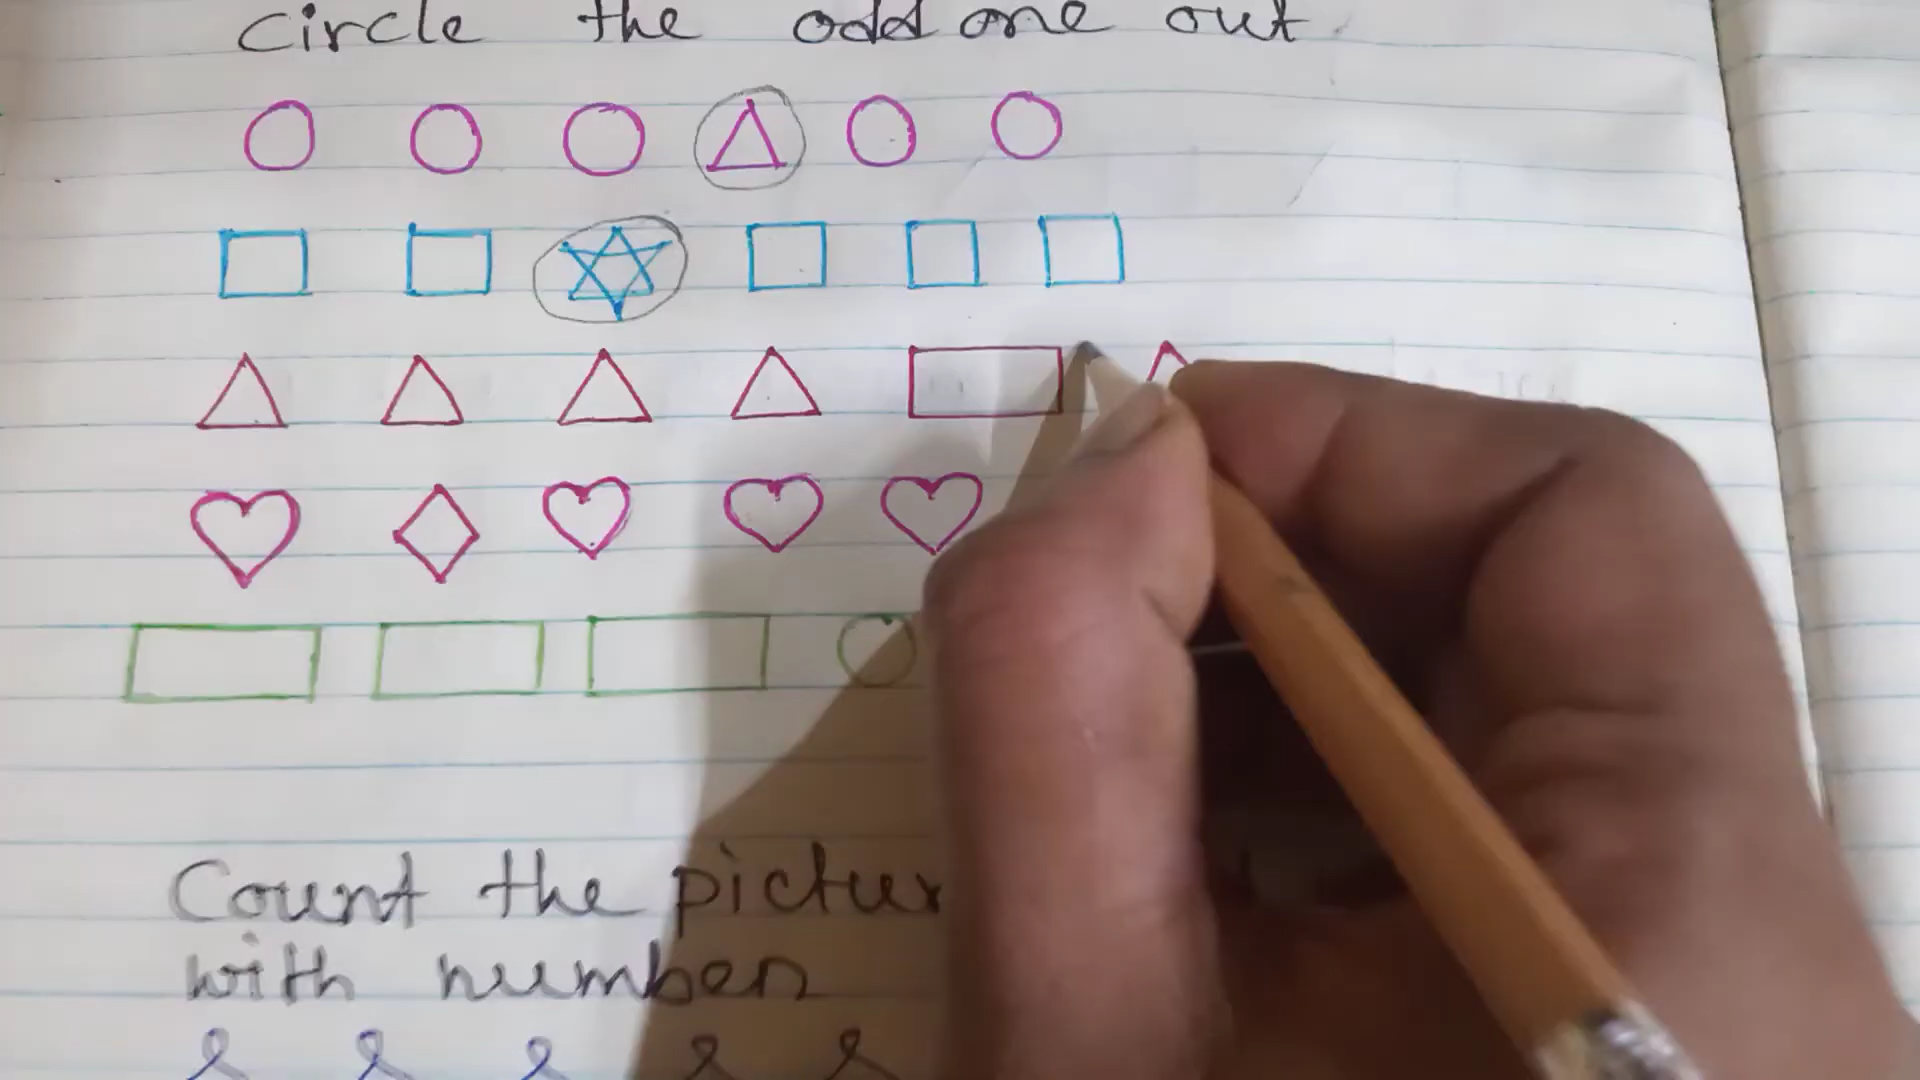 Circle the odd one out
Count the pictur
with number